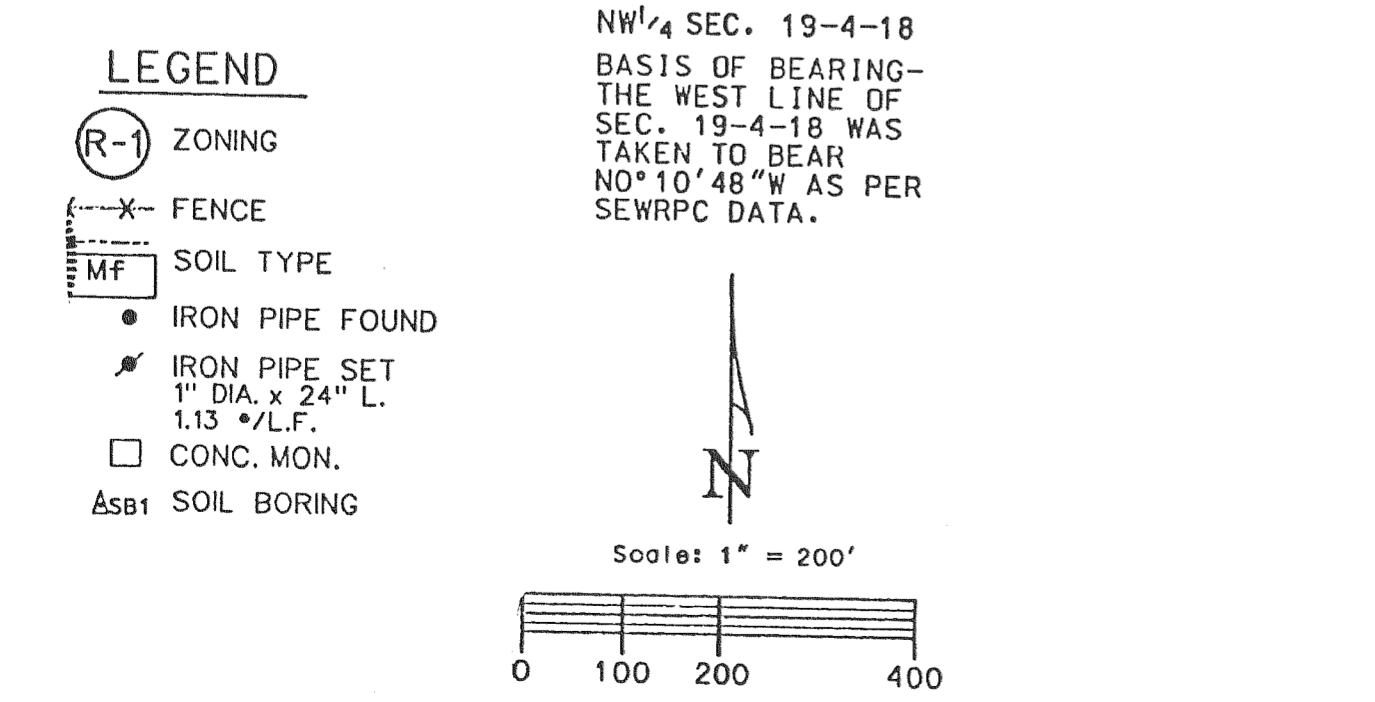 LEGEND
R-1 ZONING
FENCE
Mf SOIL TYPE
IRON PIPE FOUND
IRON PIPE SET
1" DIA. x 24" L.
1.13 #/L.F.
CONC. MON.
SB1 SOIL BORING
NW1/4 SEC. 19-4-18
BASIS OF BEARING-
THE WEST LINE OF
SEC. 19-4-18 WAS
TAKEN TO BEAR
N0°10'48"W AS PER
SEWRPC DATA.
N
Scale: 1" = 200'
0 100 200 400